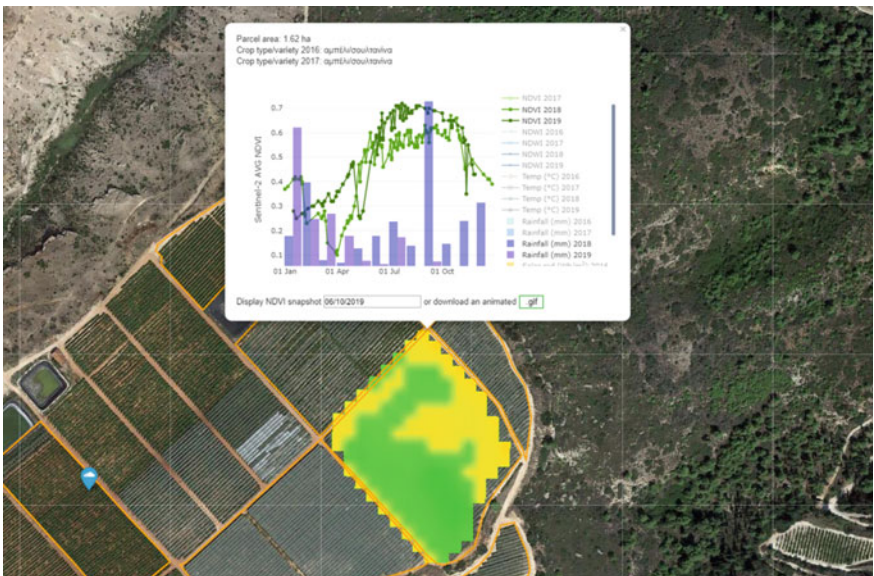 Parcel area: 1.62 ha
Crop type/variety 2016: αμπέλι/σουλτανίνα
Crop type/variety 2017: αμπέλι/σουλτανίνα
NDVI 2017
NDVI 2018
NDVI 2019
NDWI 2016
NDWI 2017
NDWI 2018
NDWI 2019
Temp (°C) 2016
Temp (°C) 2017
Temp (°C) 2018
Temp (°C) 2019
Rainfall (mm) 2016
Rainfall (mm) 2017
Rainfall (mm) 2018
Rainfall (mm) 2019
Sentinel-2 AVG NDVI
0.7
0.6
0.5
0.4
0.3
0.2
0.1
01 Jan 01 Apr 01 Jul 01 Oct
Display NDVI snapshot 06/10/2019 or download an animated .gif